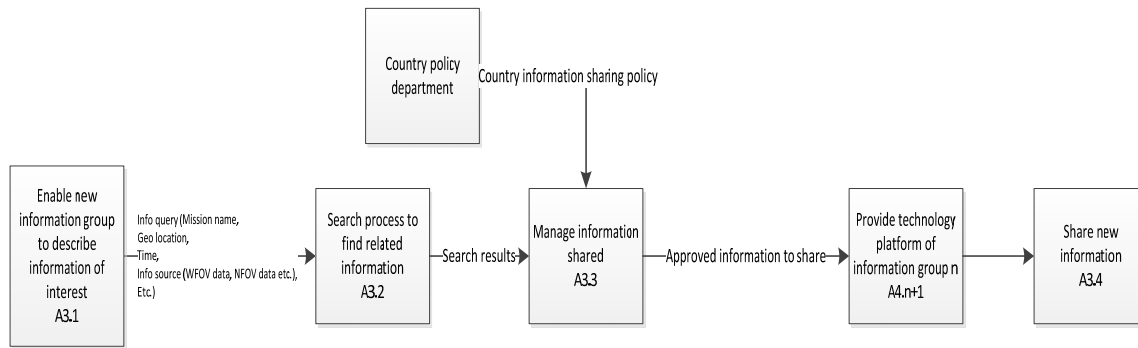 Country policy
department
Country information sharing policy
Enable new
information group
to describe
information of
interest
A3.1
Info query (Mission name,
Geo location,
Time,
Info source (WFOV data, NFOV data etc.),
Etc.)
Search process to
find related
information
A3.2
Search results
Manage information
shared
A3.3
Approved information to share
Provide technology
platform of
information group n
A4.n+1
Share new
information
A3.4